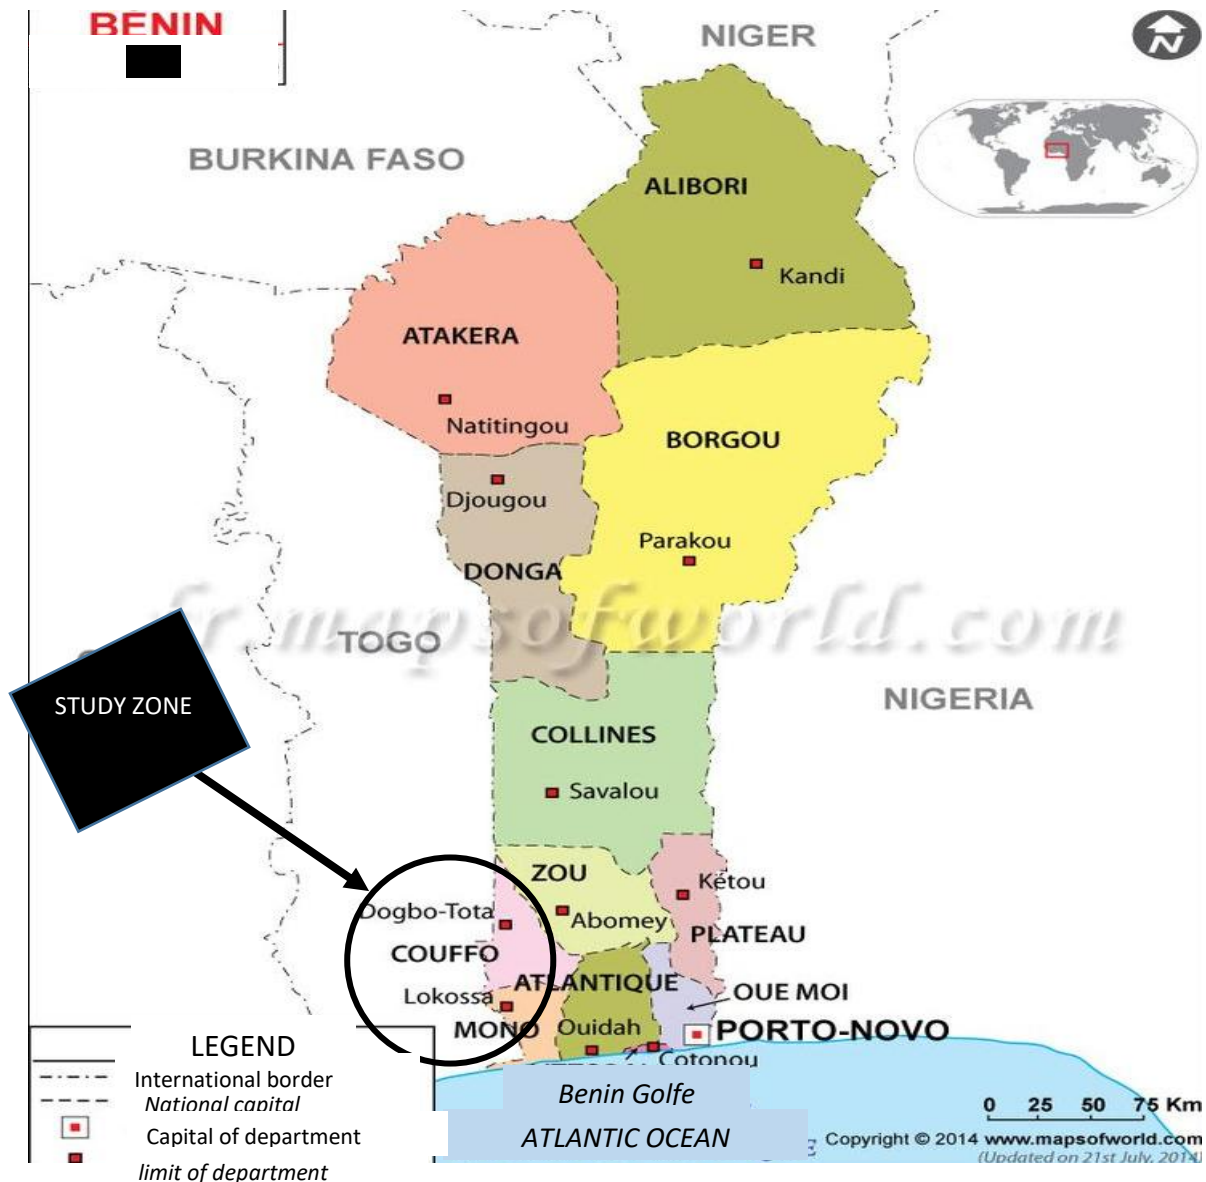 BENIN
NIGER
N
BURKINA FASO
ALIBORI
Kandi
ATAKERA
Natitingou
BORGOU
Djougou
Parakou
DONGA
fr.mapsofworld.com
TOGO
STUDY ZONE
NIGERIA
COLLINES
Savalou
ZOU
Kétou
Dogbo-Tota
Abomey
PLATEAU
COUFFO
ATLANTIQUE
Lokossa
OUE MOI
MONO
Ouidah
PORTO-NOVO
Cotonou
LEGEND
International border
National capital
Capital of department
limit of department
Benin Golfe
ATLANTIC OCEAN
0 25 50 75 Km
Copyright © 2014 www.mapsofworld.com
(Updated on 21st July, 2014)